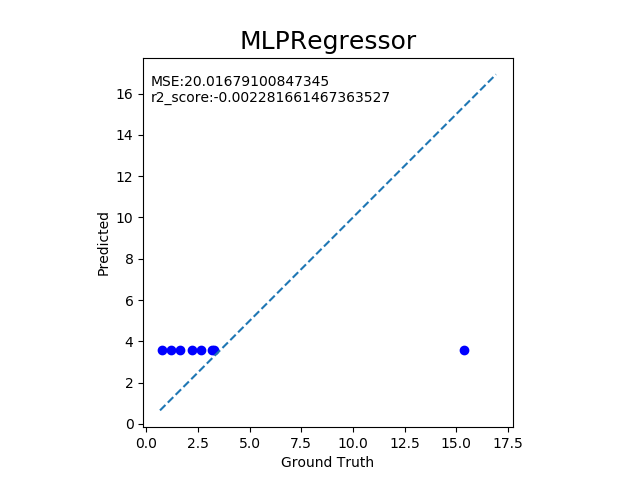 MLPRegressor
MSE:20.01679100847345
r2_score:-0.002281661467363527
16
14
12
10
8
6
4
2
0
Predicted
0.0 2.5 5.0 7.5 10.0 12.5 15.0 17.5
Ground Truth